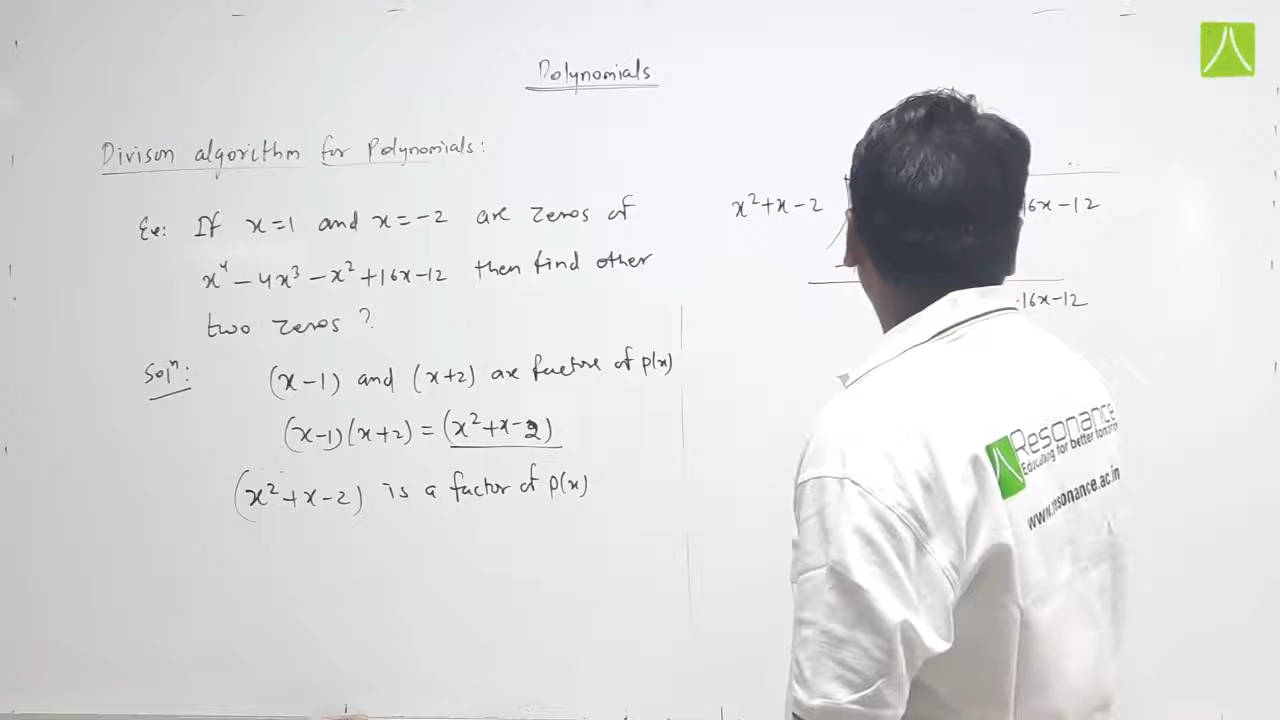 Polynomials
Divison algorithm for Polynomials:
Ex: If x=1 and x=-2 are zeros of
x⁴-4x³-x²+16x-12 then find other
two zeros ?
Solⁿ:
(x-1) and (x+2) are factors of p(x)
(x-1)(x+2) = (x²+x-2)
(x²+x-2) is a factor of p(x)
x²+x-2
16x-12
-16x-12
Resonance
Educating for better tomorrow
www.resonance.ac.in